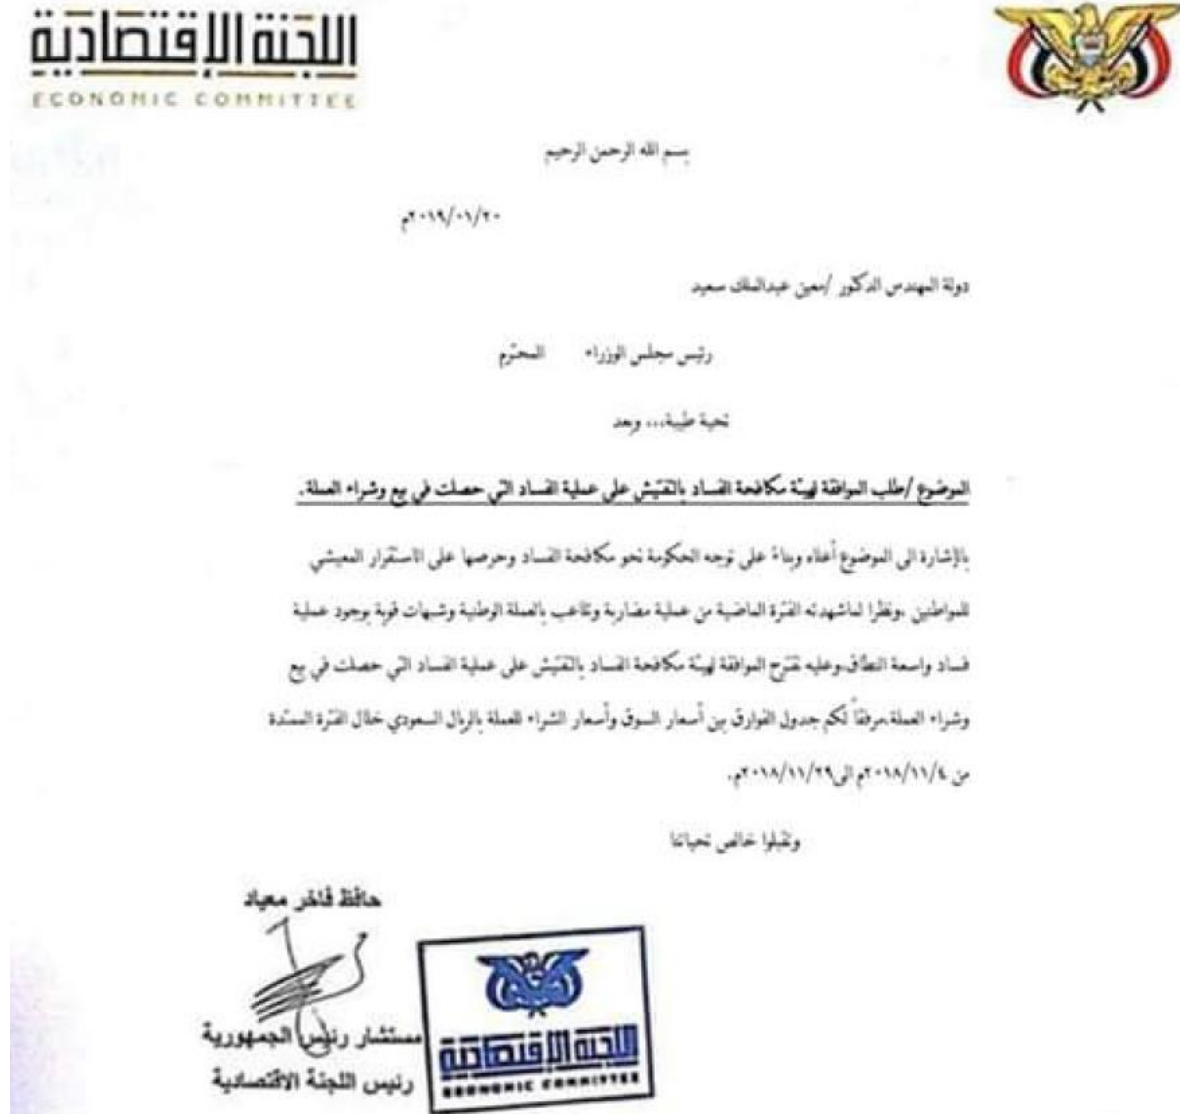 اللجنة الإقتصادية
ECONOMIC COMMITTEE
بسم الله الرحمن الرحيم
٢٠١٩/٠١/٢٠م
دولة المهندس الدكتور /معين عبدالملك سعيد
رئيس مجلس الوزراء المحترم
تحية طيبة... وبعد
الموضوع /طلب الموافقة لهيئة مكافحة الفساد بالتفتيش على عملية الفساد التي حصلت في بيع وشراء العملة.
بالإشارة الى الموضوع أعلاه وبناءً على توجه الحكومة نحو مكافحة الفساد وحرصها على الاستقرار المعيشي
للمواطنين ،ونظرا لماشهدته الفترة الماضية من عملية مضاربة وتلاعب بالعملة الوطنية وشبهات قوية بوجود عملية
فساد واسعة النطاق،وعليه نقترح الموافقة لهيئة مكافحة الفساد بالتفتيش على عملية الفساد التي حصلت في بيع
وشراء العملة،مرفقاً لكم جدول الفوارق بين أسعار السوق وأسعار الشراء للعملة بالريال السعودي خلال الفترة الممتدة
من ٢٠١٨/١١/٤م الى٢٠١٨/١١/٢٩م.
وتقبلوا خالص تحياتنا
حافظ فاخر معياد
مستشار رئيس الجمهورية
رئيس اللجنة الاقتصادية
اللجنة الإقتصادية
ECONOMIC COMMITTEE